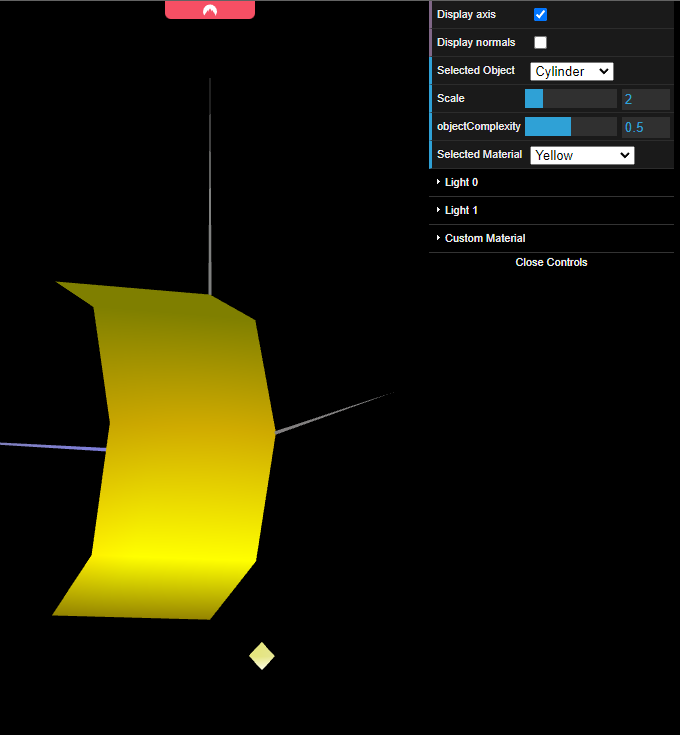 Display axis
Display normals
Selected Object Cylinder
Scale 2
objectComplexity 0.5
Selected Material Yellow
Light 0
Light 1
Custom Material
Close Controls